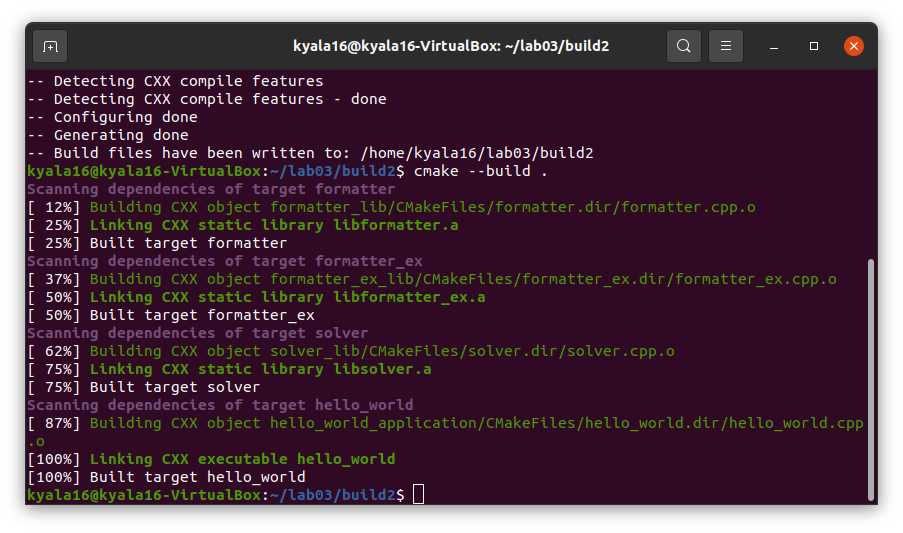 kyala16@kyala16-VirtualBox: ~/lab03/build2
-- Detecting CXX compile features
-- Detecting CXX compile features - done
-- Configuring done
-- Generating done
-- Build files have been written to: /home/kyala16/lab03/build2
kyala16@kyala16-VirtualBox:~/lab03/build2$ cmake --build .
Scanning dependencies of target formatter
[ 12%] Building CXX object formatter_lib/CMakeFiles/formatter.dir/formatter.cpp.o
[ 25%] Linking CXX static library libformatter.a
[ 25%] Built target formatter
Scanning dependencies of target formatter_ex
[ 37%] Building CXX object formatter_ex_lib/CMakeFiles/formatter_ex.dir/formatter_ex.cpp.o
[ 50%] Linking CXX static library libformatter_ex.a
[ 50%] Built target formatter_ex
Scanning dependencies of target solver
[ 62%] Building CXX object solver_lib/CMakeFiles/solver.dir/solver.cpp.o
[ 75%] Linking CXX static library libsolver.a
[ 75%] Built target solver
Scanning dependencies of target hello_world
[ 87%] Building CXX object hello_world_application/CMakeFiles/hello_world.dir/hello_world.cpp
.o
[100%] Linking CXX executable hello_world
[100%] Built target hello_world
kyala16@kyala16-VirtualBox:~/lab03/build2$